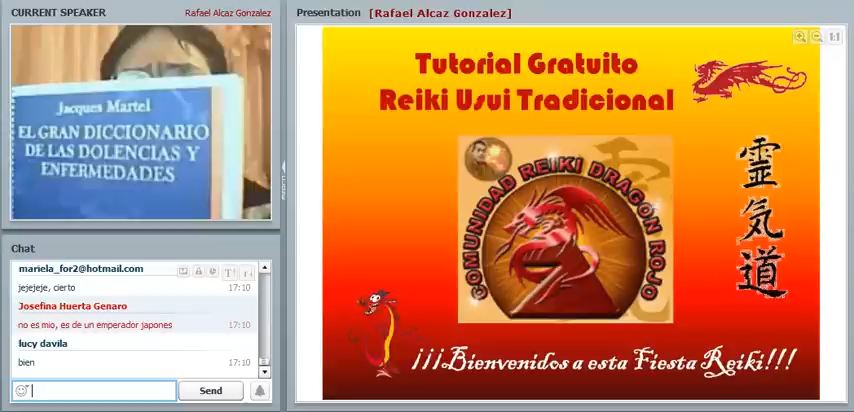 CURRENT SPEAKER
Rafael Alcaz Gonzalez
Jacques Martel
EL GRAN DICCIONARIO
DE LAS DOLENCIAS Y
ENFERMEDADES
Chat
mariela_for2@hotmail.com
jejejeje, cierto 17:10
Josefina Huerta Genaro
no es mio, es de un emperador japones 17:10
lucy davila
bien 17:10
Send
Presentation [Rafael Alcaz Gonzalez]
1:1
Tutorial Gratuito
Reiki Usui Tradicional
COMUNIDAD REIKI DRAGON ROJO
靈
気
道
¡¡¡Bienvenidos a esta Fiesta Reiki!!!